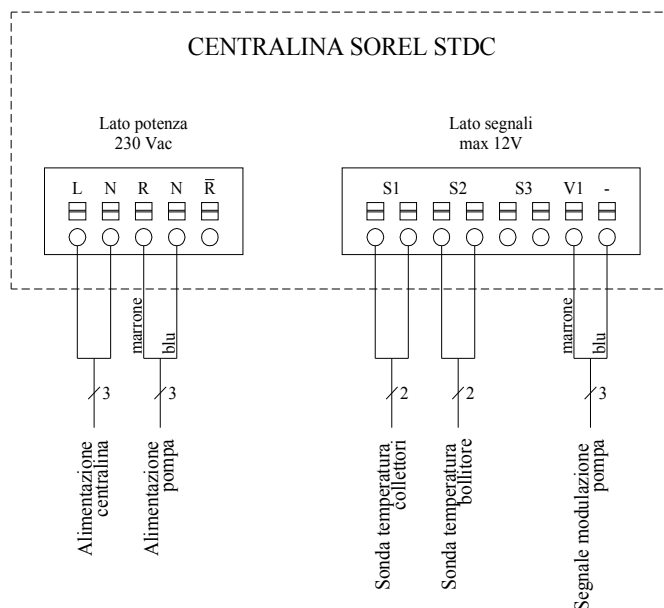 CENTRALINA SOREL STDC
Lato potenza
230 Vac
Lato segnali
max 12V
L N R N R̅
S1 S2 S3 V1 -
marrone
blu
marrone
blu
3
3
2
2
3
Alimentazione
centralina
Alimentazione
pompa
Sonda temperatura
collettori
Sonda temperatura
bollitore
Segnale modulazione
pompa